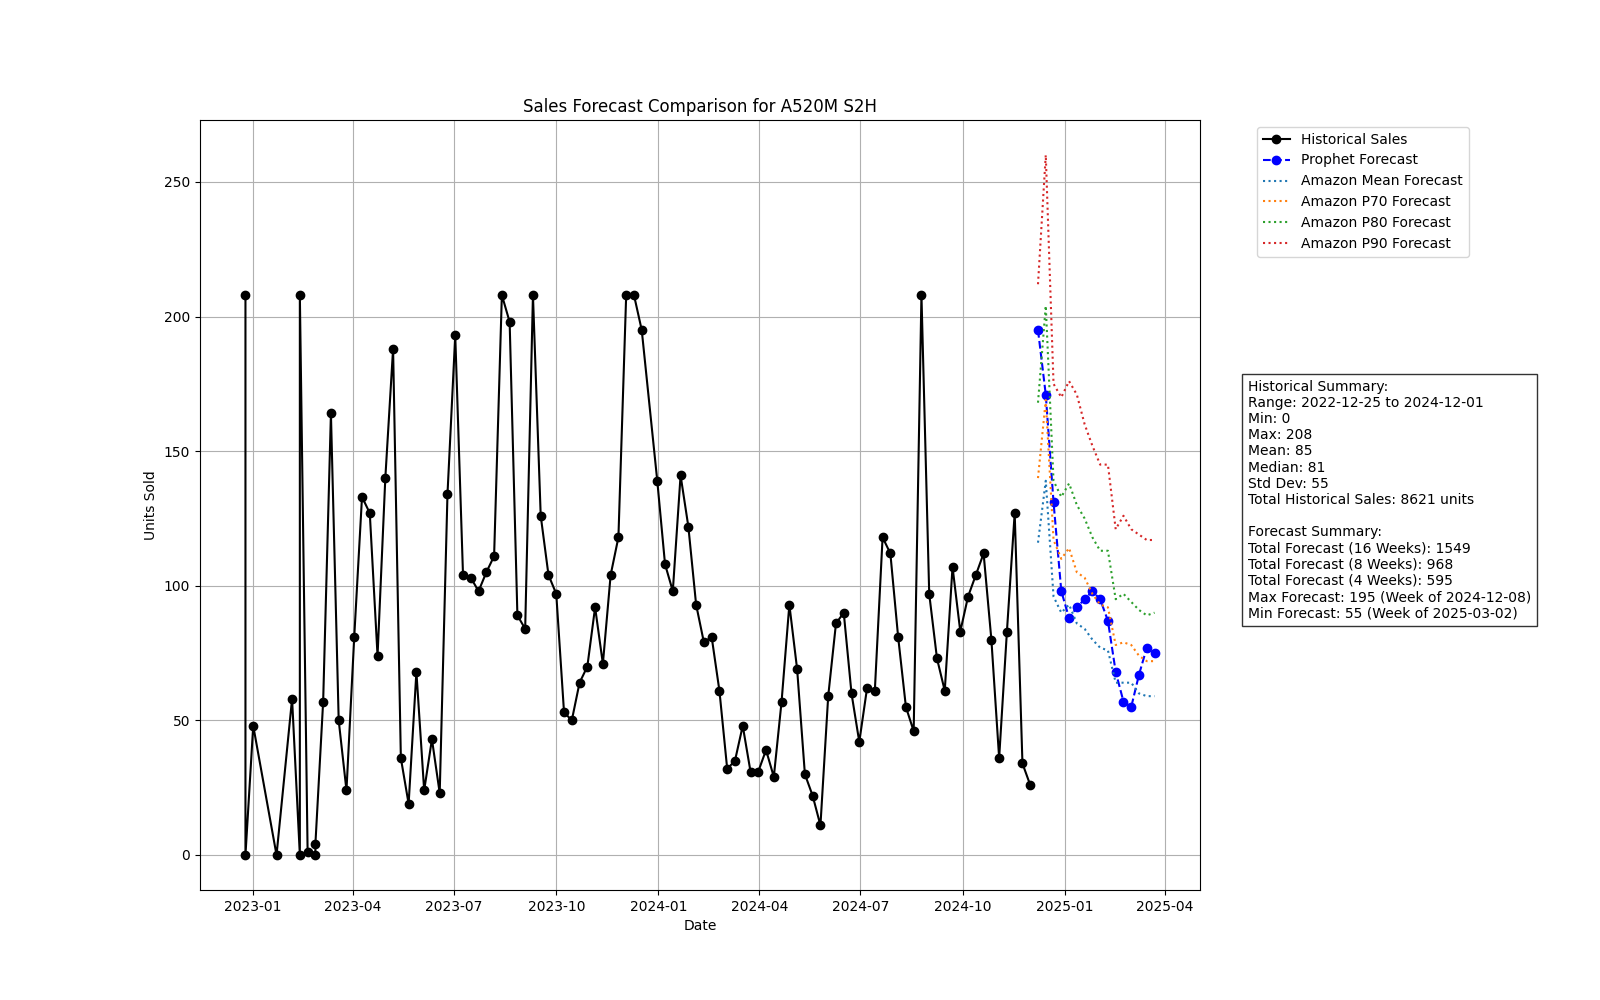 Sales Forecast Comparison for A520M S2H
Units Sold
250
200
150
100
50
0
2023-01
2023-04
2023-07
2023-10
2024-01
2024-04
2024-07
2024-10
2025-01
2025-04
Date
Historical Sales
Prophet Forecast
Amazon Mean Forecast
Amazon P70 Forecast
Amazon P80 Forecast
Amazon P90 Forecast
Historical Summary:
Range: 2022-12-25 to 2024-12-01
Min: 0
Max: 208
Mean: 85
Median: 81
Std Dev: 55
Total Historical Sales: 8621 units
Forecast Summary:
Total Forecast (16 Weeks): 1549
Total Forecast (8 Weeks): 968
Total Forecast (4 Weeks): 595
Max Forecast: 195 (Week of 2024-12-08)
Min Forecast: 55 (Week of 2025-03-02)